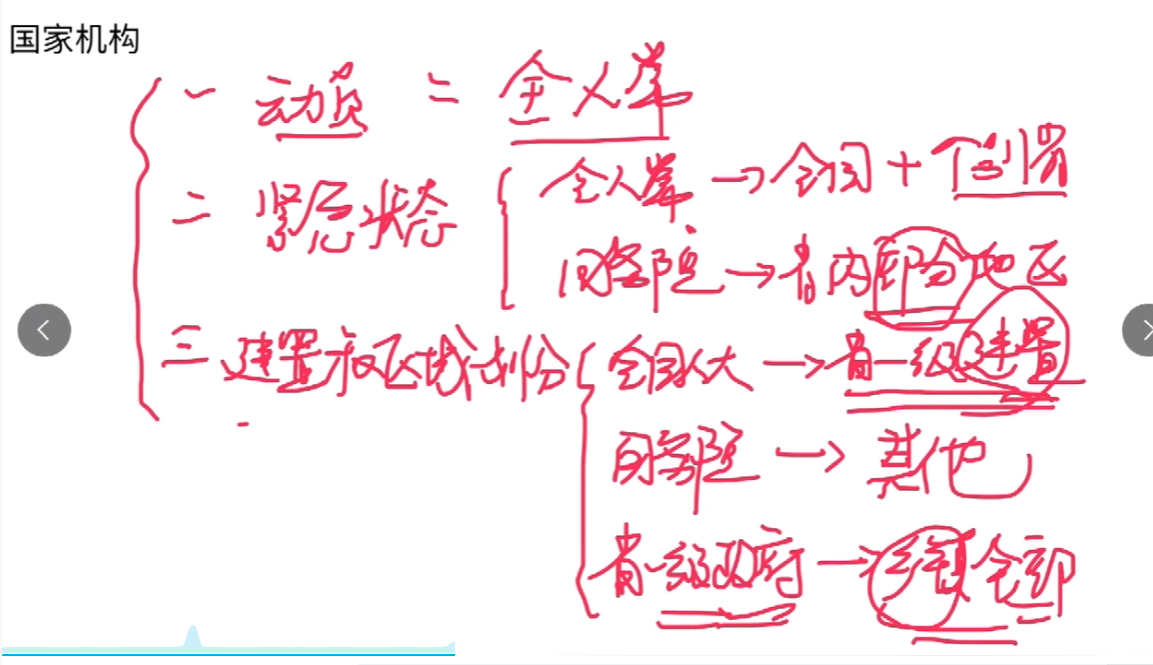 国家机构
一 动员 = 全人常
二 紧急状态
全人常 → 全国 + 个别省
国务院 → 省内部分地区
三 建置和区域划分
全国人大 → 省一级建置
国务院 → 其他
省一级政府 → 乡镇全部